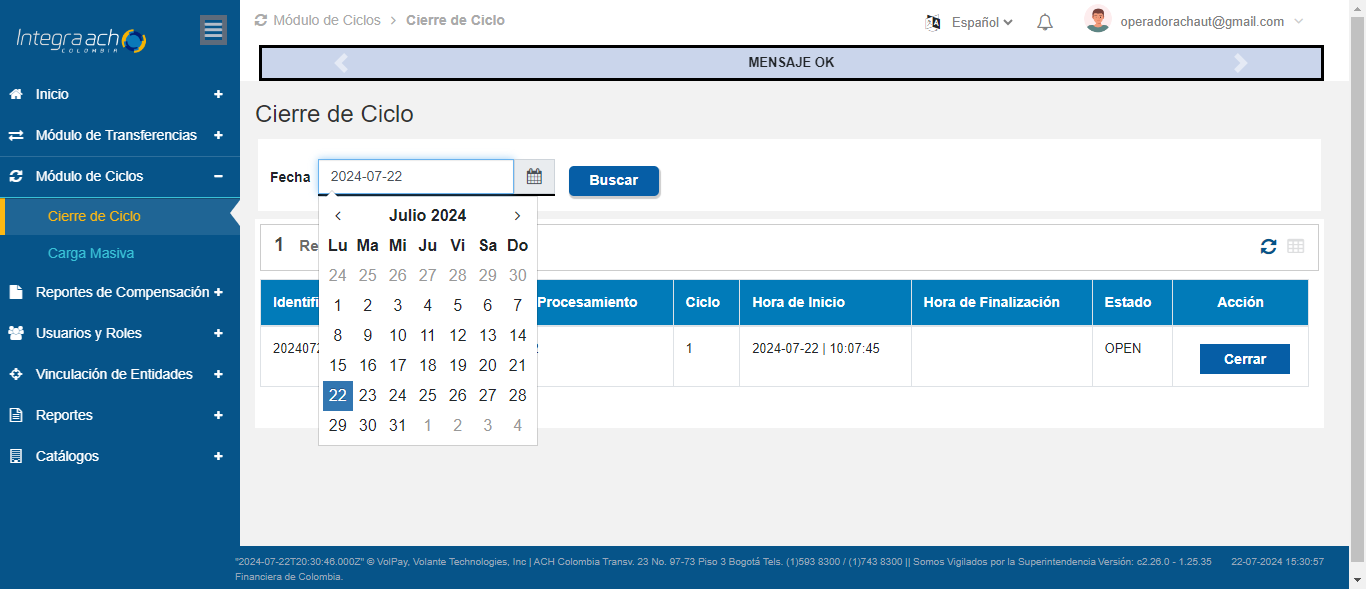 Integra ach
COLOMBIA
Inicio
Módulo de Transferencias
Módulo de Ciclos
Cierre de Ciclo
Carga Masiva
Reportes de Compensación
Usuarios y Roles
Vinculación de Entidades
Reportes
Catálogos
Módulo de Ciclos > Cierre de Ciclo
Español
operadorachaut@gmail.com
MENSAJE OK
Cierre de Ciclo
Fecha 2024-07-22 Buscar
Julio 2024
Lu Ma Mi Ju Vi Sa Do
24 25 26 27 28 29 30
1 2 3 4 5 6 7
8 9 10 11 12 13 14
15 16 17 18 19 20 21
22 23 24 25 26 27 28
29 30 31 1 2 3 4
1 Re
Identifi Procesamiento Ciclo Hora de Inicio Hora de Finalización Estado Acción
2024072 2 1 2024-07-22 | 10:07:45 OPEN Cerrar
"2024-07-22T20:30:46.000Z" © VolPay, Volante Technologies, Inc | ACH Colombia Transv. 23 No. 97-73 Piso 3 Bogotá Tels. (1)593 8300 / (1)743 8300 || Somos Vigilados por la Superintendencia Versión: c2.26.0 - 1.25.35 22-07-2024 15:30:57
Financiera de Colombia.